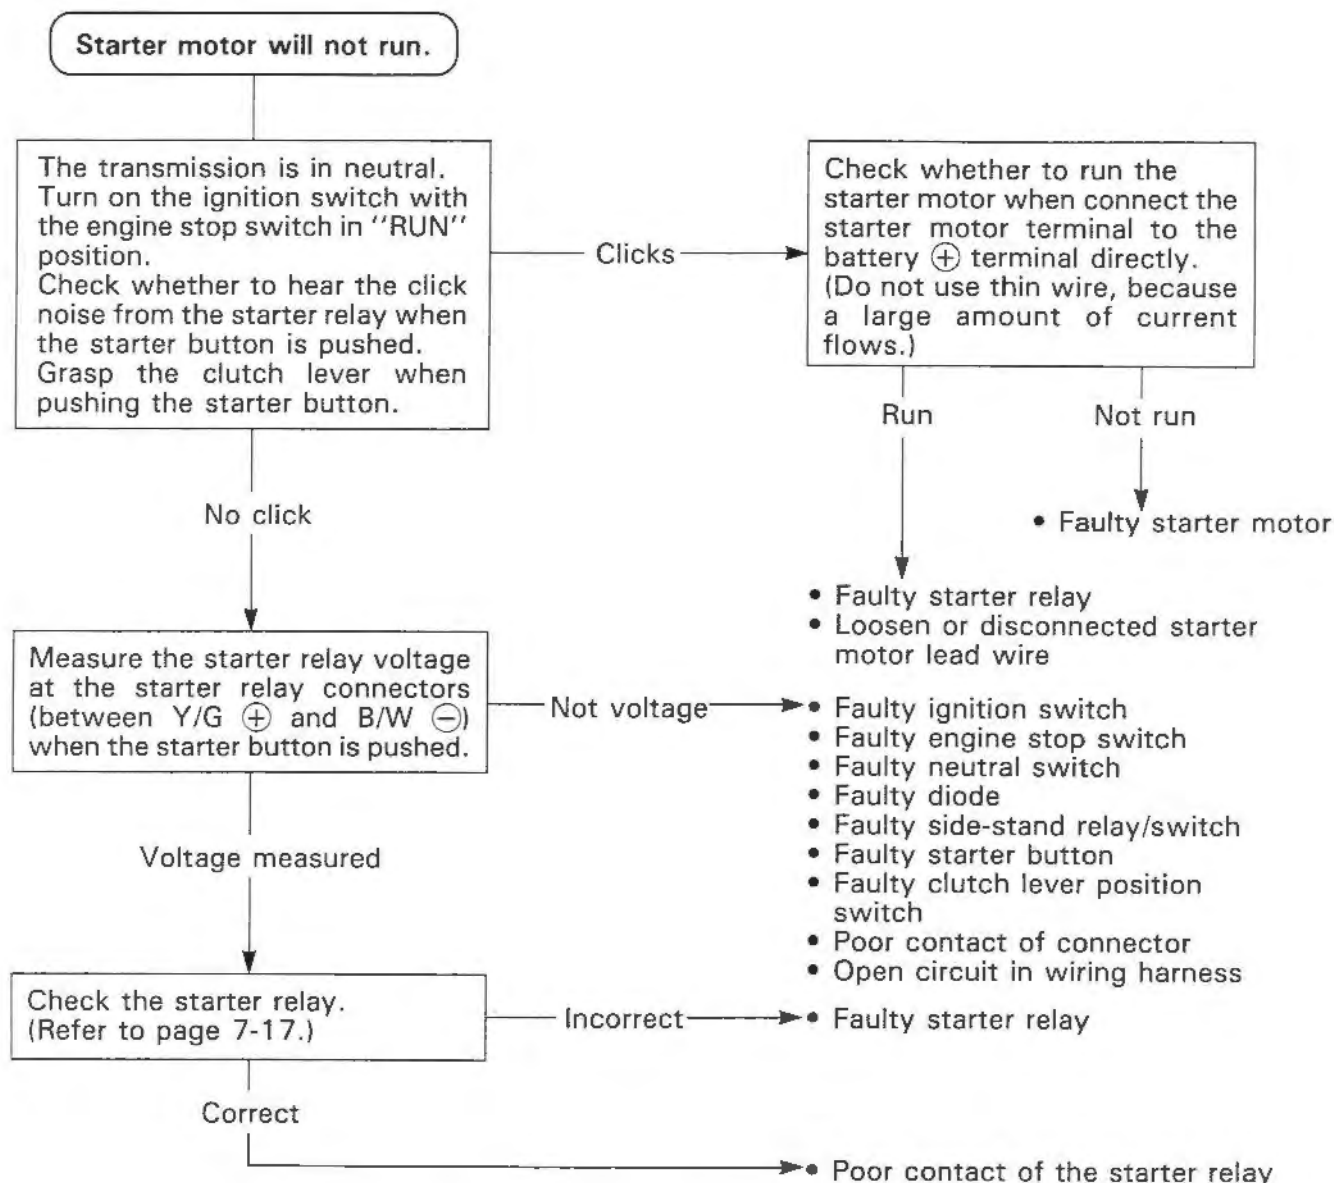 Starter motor will not run.
The transmission is in neutral.
Turn on the ignition switch with
the engine stop switch in "RUN"
position.
Check whether to hear the click
noise from the starter relay when
the starter button is pushed.
Grasp the clutch lever when
pushing the starter button.
Clicks
Check whether to run the
starter motor when connect the
starter motor terminal to the
battery ⊕ terminal directly.
(Do not use thin wire, because
a large amount of current
flows.)
Run
Not run
• Faulty starter motor
• Faulty starter relay
• Loosen or disconnected starter
motor lead wire
No click
Measure the starter relay voltage
at the starter relay connectors
(between Y/G ⊕ and B/W ⊖)
when the starter button is pushed.
Not voltage
• Faulty ignition switch
• Faulty engine stop switch
• Faulty neutral switch
• Faulty diode
• Faulty side-stand relay/switch
• Faulty starter button
• Faulty clutch lever position
switch
• Poor contact of connector
• Open circuit in wiring harness
Voltage measured
Check the starter relay.
(Refer to page 7-17.)
Incorrect
• Faulty starter relay
Correct
• Poor contact of the starter relay